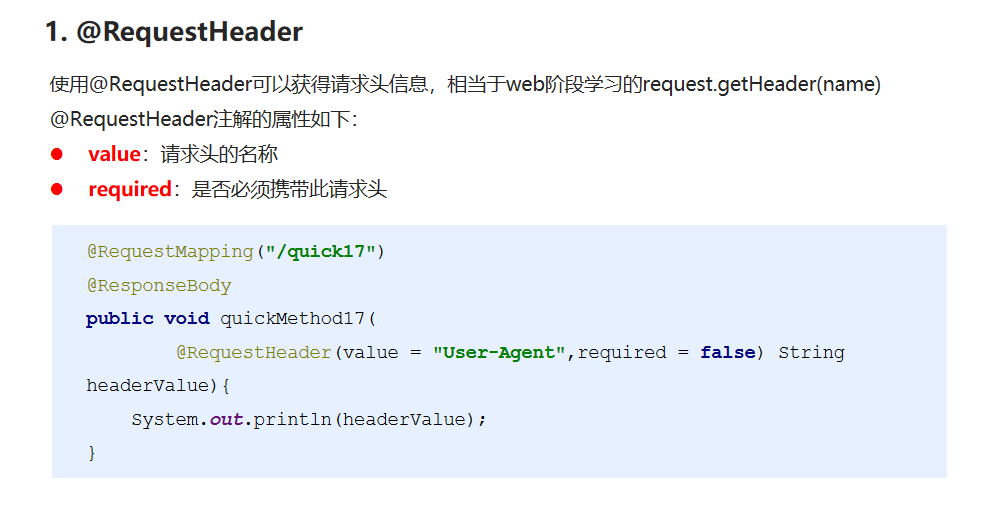 1. @RequestHeader
使用@RequestHeader可以获得请求头信息，相当于web阶段学习的request.getHeader(name)
@RequestHeader注解的属性如下：
● value：请求头的名称
● required：是否必须携带此请求头
@RequestMapping("/quick17")
@ResponseBody
public void quickMethod17(
        @RequestHeader(value = "User-Agent",required = false) String
headerValue){
    System.out.println(headerValue);
}